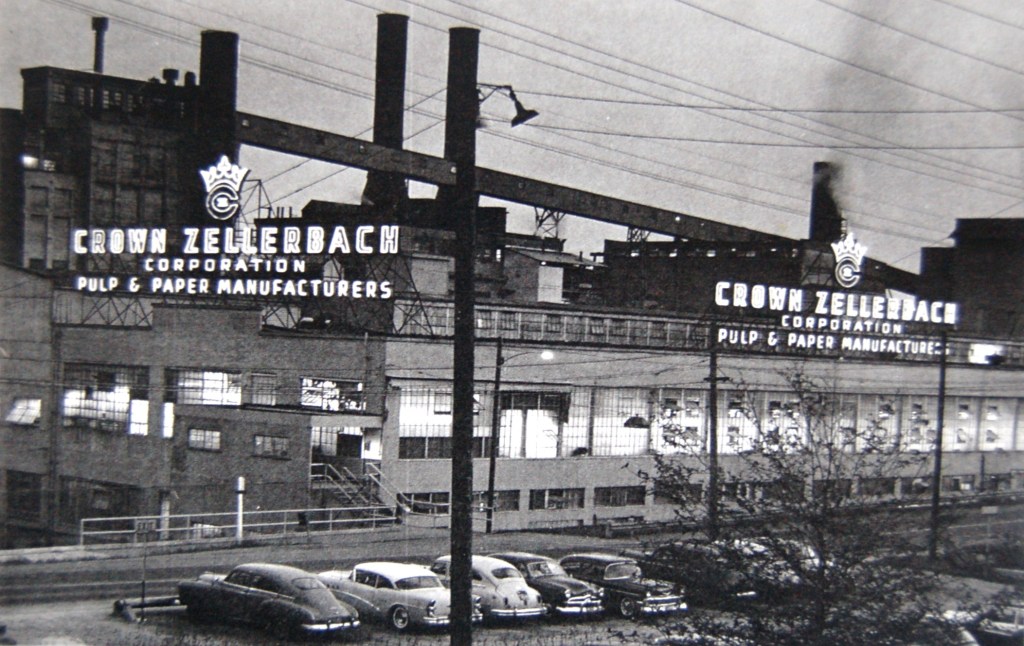 CROWN ZELLERBACH
CORPORATION
PULP & PAPER MANUFACTURERS
CROWN ZELLERBACH
CORPORATION
PULP & PAPER MANUFACTURERS